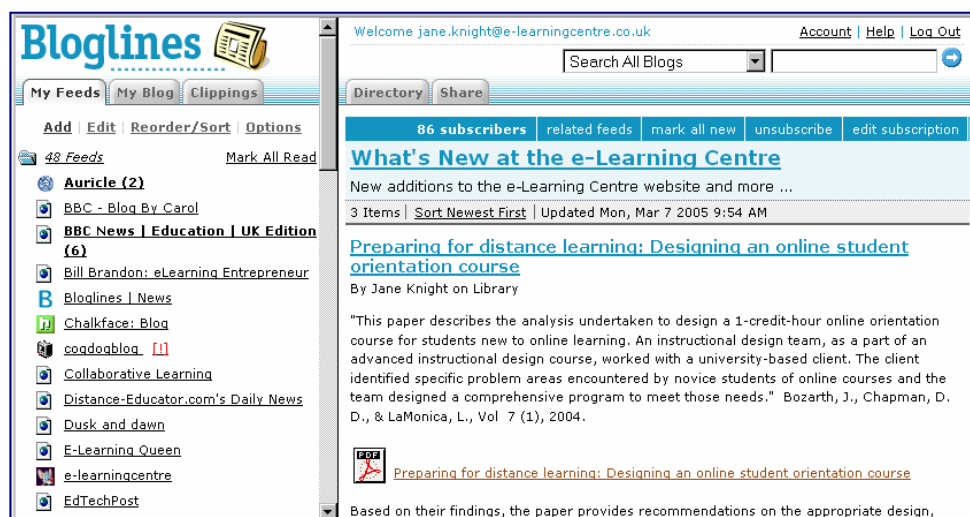 Bloglines
My Feeds My Blog Clippings
Add | Edit | Reorder/Sort | Options
48 Feeds Mark All Read
Auricle (2)
BBC - Blog By Carol
BBC News | Education | UK Edition
(6)
Bill Brandon: eLearning Entrepreneur
B Bloglines | News
Chalkface: Blog
cogdogblog [!]
Collaborative Learning
Distance-Educator.com's Daily News
Dusk and dawn
E-Learning Queen
e-learningcentre
EdTechPost
Welcome jane.knight@e-learningcentre.co.uk Account | Help | Log Out
Search All Blogs
Directory Share
86 subscribers | related feeds | mark all new | unsubscribe | edit subscription
What's New at the e-Learning Centre
New additions to the e-Learning Centre website and more ...
3 Items | Sort Newest First | Updated Mon, Mar 7 2005 9:54 AM
Preparing for distance learning: Designing an online student
orientation course
By Jane Knight on Library
"This paper describes the analysis undertaken to design a 1-credit-hour online orientation
course for students new to online learning. An instructional design team, as a part of an
advanced instructional design course, worked with a university-based client. The client
identified specific problem areas encountered by novice students of online courses and the
team designed a comprehensive program to meet those needs." Bozarth, J., Chapman, D.
D., & LaMonica, L., Vol 7 (1), 2004.
PDF
Preparing for distance learning: Designing an online student orientation course
Based on their findings, the paper provides recommendations on the appropriate design,